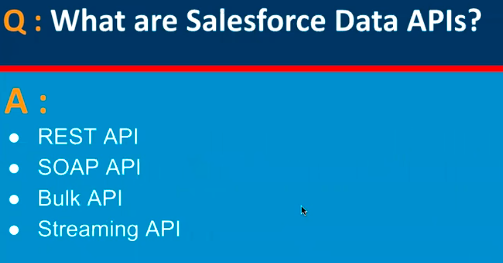 Q : What are Salesforce Data APIs?
A :
● REST API
● SOAP API
● Bulk API
● Streaming API